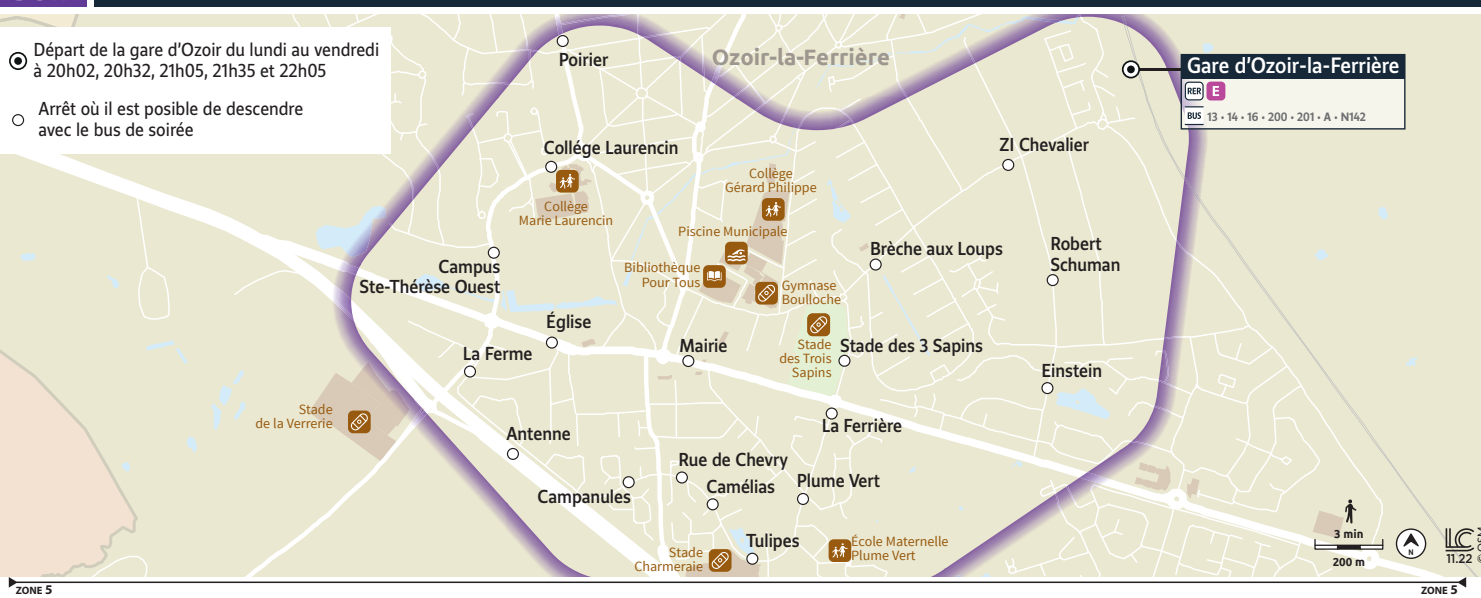 Départ de la gare d'Ozoir du lundi au vendredi
à 20h02, 20h32, 21h05, 21h35 et 22h05
Arrêt où il est posible de descendre
avec le bus de soirée
Ozoir-la-Ferrière
Gare d'Ozoir-la-Ferrière
RER E
BUS 13 • 14 • 16 • 200 • 201 • A • N142
Poirier
Collége Laurencin
Collège
Marie Laurencin
Collège
Gérard Philippe
Piscine Municipale
Bibliothèque
Pour Tous
Gymnase
Boulloche
ZI Chevalier
Brèche aux Loups
Robert
Schuman
Campus
Ste-Thérèse Ouest
Église
La Ferme
Mairie
Stade
des Trois
Sapins
Stade des 3 Sapins
Einstein
La Ferrière
Stade
de la Verrerie
Antenne
Campanules
Rue de Chevry
Camélias
Plume Vert
Tulipes
Stade
Charmeraie
École Maternelle
Plume Vert
3 min
200 m
N
LC
11.22
ZONE 5
ZONE 5